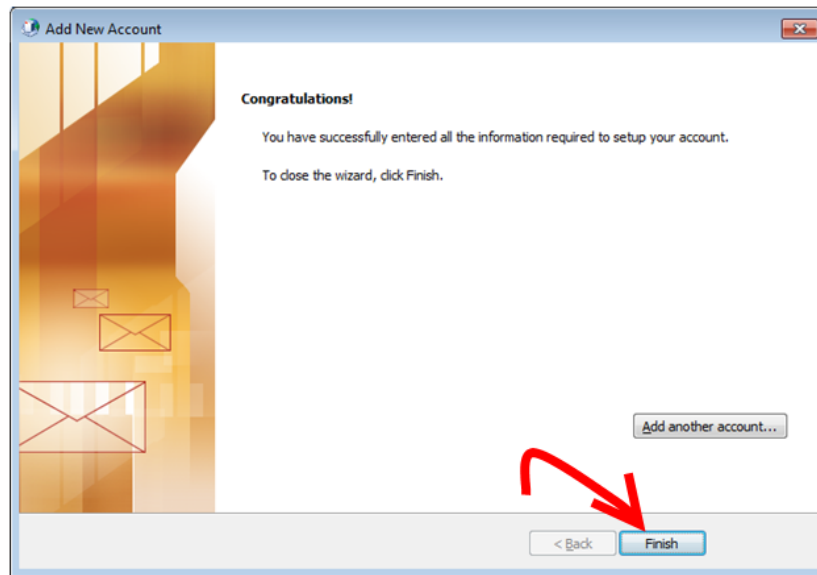 Add New Account
Congratulations!
You have successfully entered all the information required to setup your account.
To close the wizard, click Finish.
Add another account...
< Back
Finish